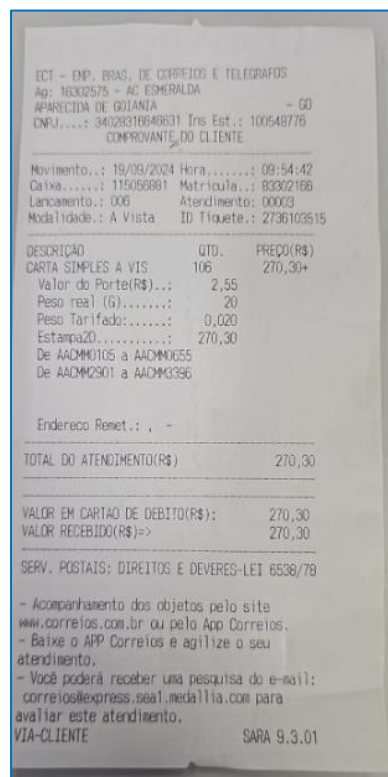 ECT - EMP. BRAS. DE CORREIOS E TELEGRAFOS
Ag: 16302575 - AC ESMERALDA
APARECIDA DE GOIANIA - GO
CNPJ....: 34028316646631 Ins Est.: 100548776
COMPROVANTE DO CLIENTE
Movimento..: 19/09/2024 Hora.......: 09:54:42
Caixa......: 115056881 Matricula..: 83302166
Lancamento.: 006 Atendimento: 00003
Modalidade.: A Vista ID Tiquete.: 2736103515
DESCRIÇÃO QTD. PREÇO(R$)
CARTA SIMPLES A VIS 106 270,30+
Valor do Porte(R$)..: 2,55
Peso real (G).......: 20
Peso Tarifado:......: 0,020
Estampa2D...........: 270,30
De AACMM0105 a AACMM0655
De AACMM2901 a AACMM3396
Endereco Remet.: , -
TOTAL DO ATENDIMENTO(R$) 270,30
VALOR EM CARTAO DE DEBITO(R$): 270,30
VALOR RECEBIDO(R$)=> 270,30
SERV. POSTAIS: DIREITOS E DEVERES-LEI 6538/78
- Acompanhamento dos objetos pelo site
www.correios.com.br ou pelo App Correios.
- Baixe o APP Correios e agilize o seu
atendimento.
- Você poderá receber uma pesquisa do e-mail:
correios@express.sea1.medallia.com para
avaliar este atendimento.
VIA-CLIENTE SARA 9.3.01